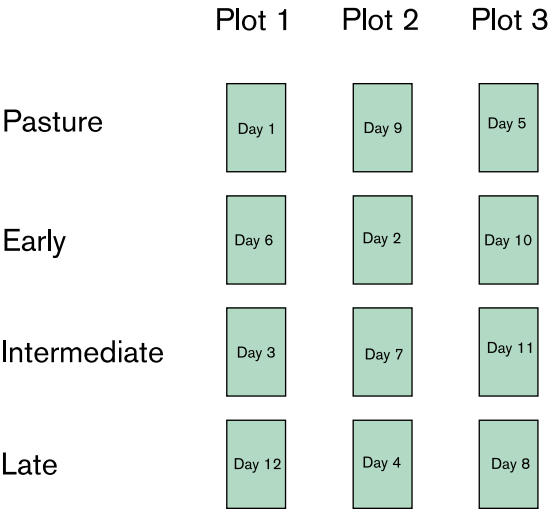 Plot 1 Plot 2 Plot 3
Pasture Day 1 Day 9 Day 5
Early Day 6 Day 2 Day 10
Intermediate Day 3 Day 7 Day 11
Late Day 12 Day 4 Day 8